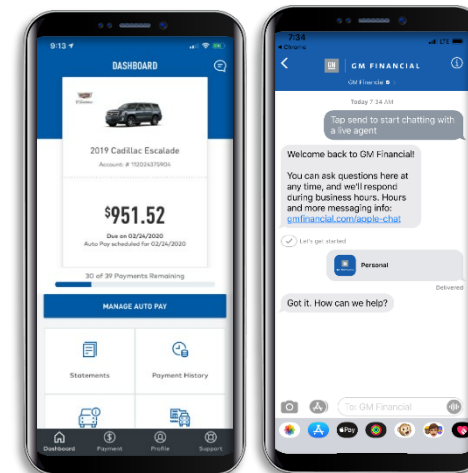 9:13
DASHBOARD
2019 Cadillac Escalade
Account: # 112024375906
$951.52
Due on 02/24/2020
Auto Pay scheduled for 02/24/2020
30 of 39 Payments Remaining
MANAGE AUTO PAY
Statements
Payment History
Dashboard
Payment
Profile
Support
7:34
LTE
Chrome
GM FINANCIAL
GM Financial
Today 7:34 AM
Tap send to start chatting with
a live agent
Welcome back to GM Financial!
You can ask questions here at
any time, and we'll respond
during business hours. Hours
and more messaging info:
gmfinancial.com/apple-chat
Let's get started
Personal
Delivered
Got it. How can we help?
To: GM Financial
Pay